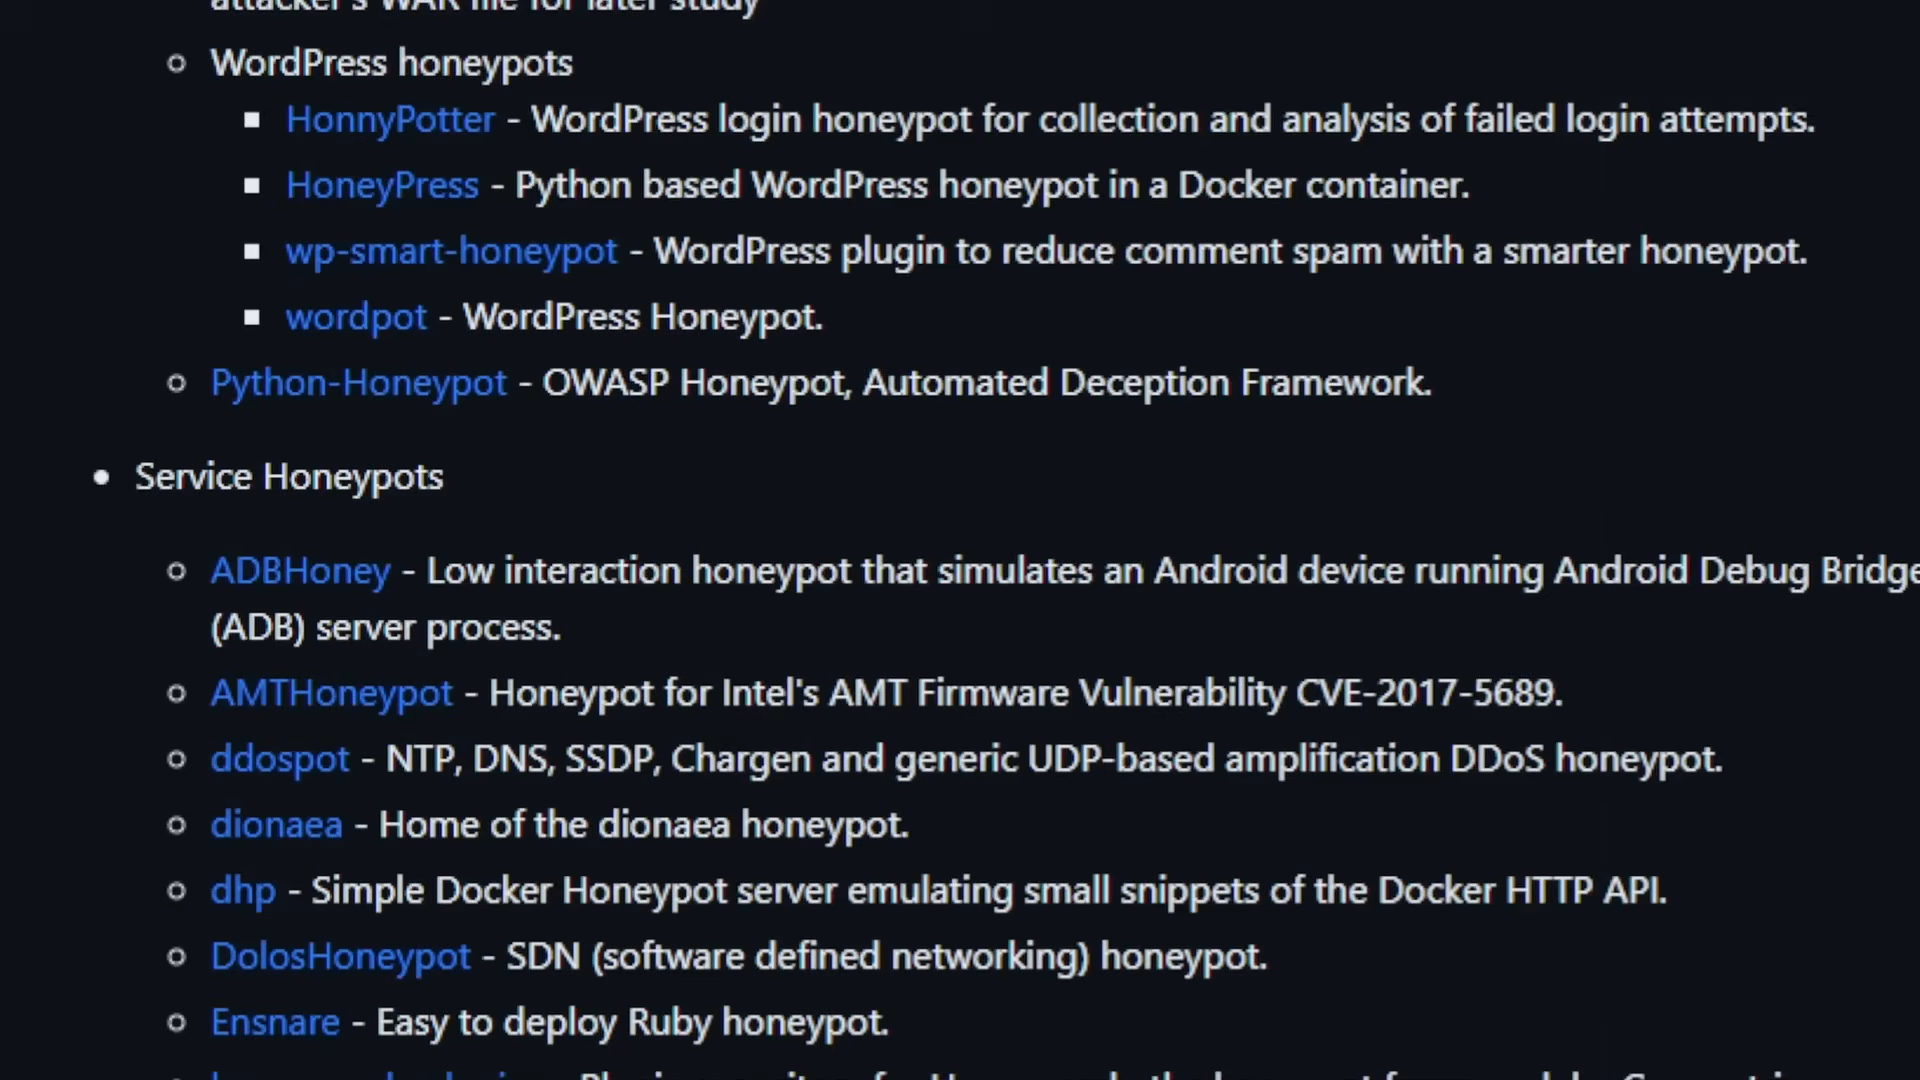 attacker's WAR file for later study
WordPress honeypots
HonnyPotter - WordPress login honeypot for collection and analysis of failed login attempts.
HoneyPress - Python based WordPress honeypot in a Docker container.
wp-smart-honeypot - WordPress plugin to reduce comment spam with a smarter honeypot.
wordpot - WordPress Honeypot.
Python-Honeypot - OWASP Honeypot, Automated Deception Framework.
Service Honeypots
ADBHoney - Low interaction honeypot that simulates an Android device running Android Debug Bridge
(ADB) server process.
AMTHoneypot - Honeypot for Intel's AMT Firmware Vulnerability CVE-2017-5689.
ddospot - NTP, DNS, SSDP, Chargen and generic UDP-based amplification DDoS honeypot.
dionaea - Home of the dionaea honeypot.
dhp - Simple Docker Honeypot server emulating small snippets of the Docker HTTP API.
DolosHoneypot - SDN (software defined networking) honeypot.
Ensnare - Easy to deploy Ruby honeypot.